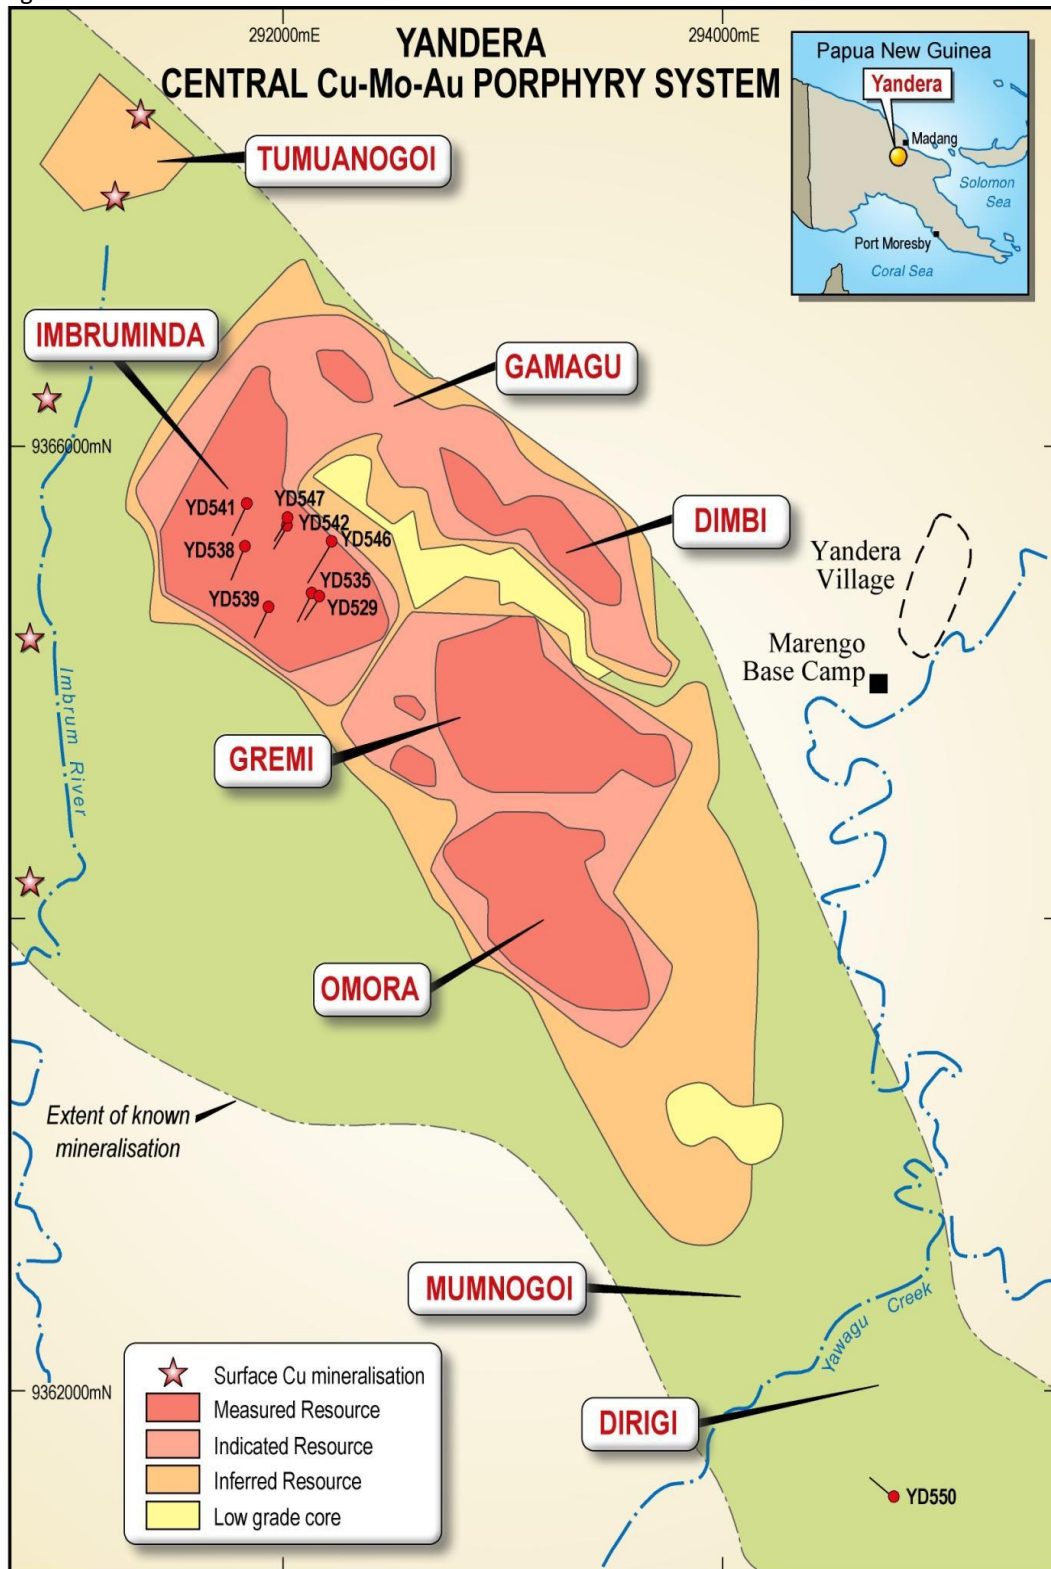 292000mE
294000mE
YANDERA
CENTRAL Cu-Mo-Au PORPHYRY SYSTEM
Papua New Guinea
Yandera
Madang
Solomon
Sea
Port Moresby
Coral Sea
TUMUANOGOI
IMBRUMINDA
GAMAGU
9366000mN
YD541
YD547
YD542
YD546
YD538
YD535
YD529
YD539
DIMBI
Yandera
Village
Marengo
Base Camp
Imbrum River
GREMI
OMORA
Extent of known
mineralisation
MUMNOGOI
Yawagu Creek
9362000mN
DIRIGI
YD550
Surface Cu mineralisation
Measured Resource
Indicated Resource
Inferred Resource
Low grade core